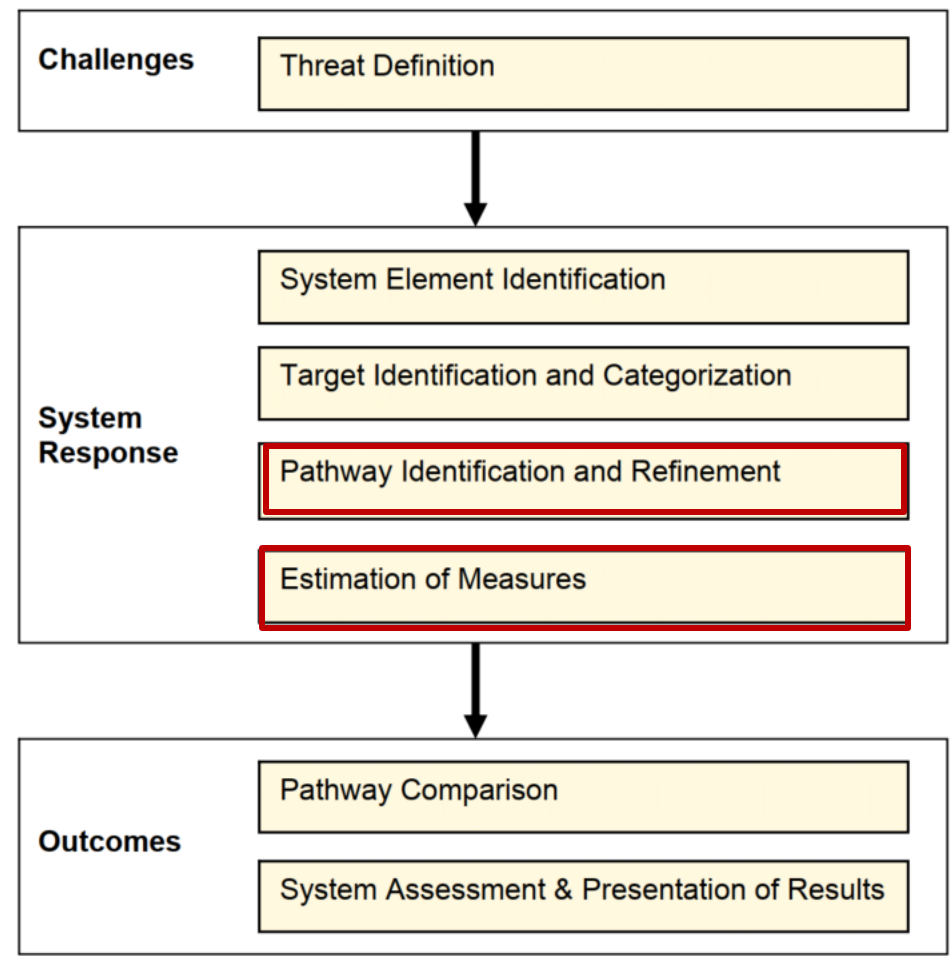 Challenges
Threat Definition
System Element Identification
Target Identification and Categorization
System
Response
Pathway Identification and Refinement
Estimation of Measures
Pathway Comparison
Outcomes
System Assessment & Presentation of Results